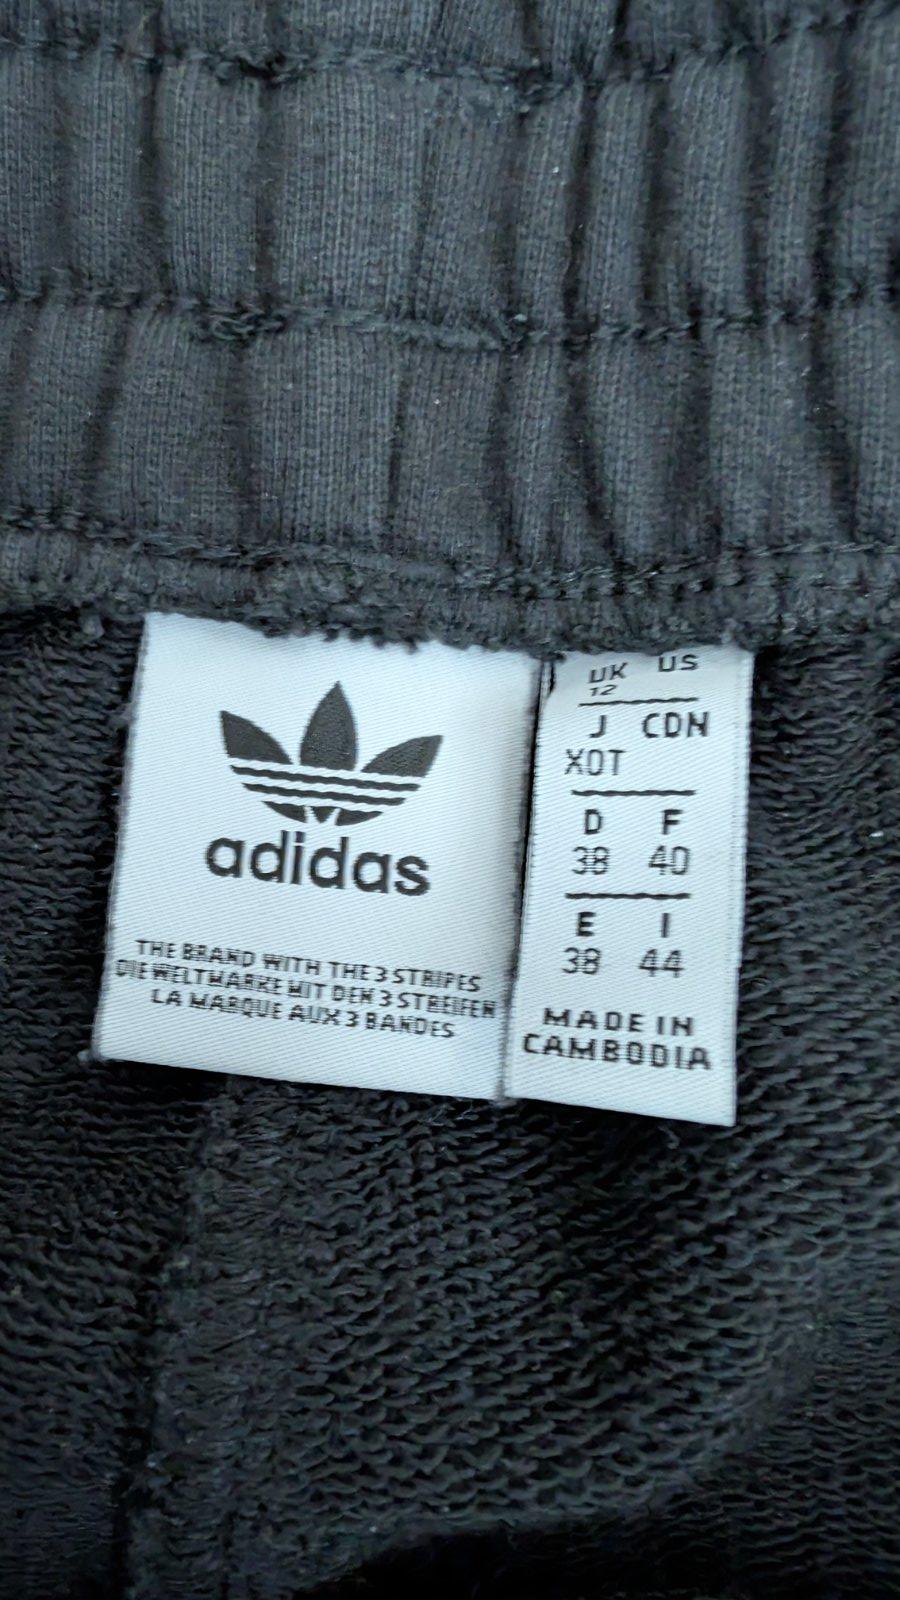 adidas
THE BRAND WITH THE 3 STRIPES
DIE WELTMARKE MIT DEN 3 STREIFEN
LA MARQUE AUX 3 BANDES
UK US
12
J CDN
XOT
D F
38 40
E I
38 44
MADE IN
CAMBODIA